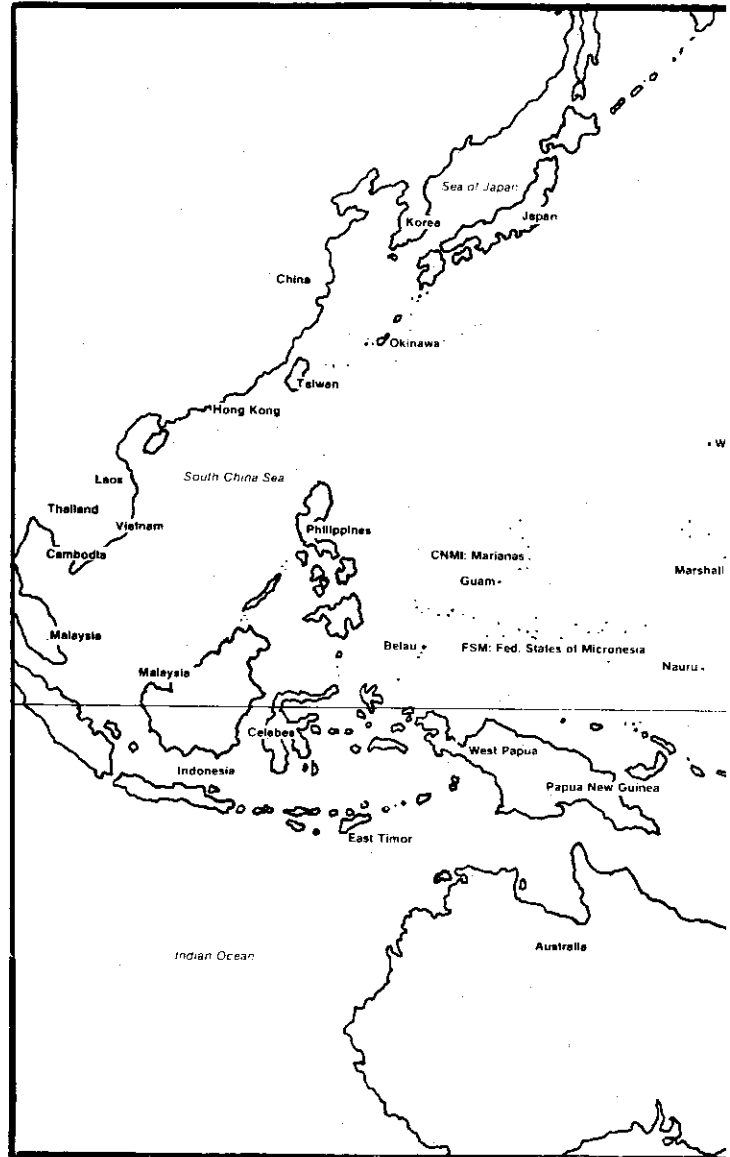 Sea of Japan
Korea
Japan
China
Okinawa
Taiwan
Hong Kong
W
Laos
South China Sea
Thailand
Vietnam
Philippines
Cambodia
CNMI: Marianas
Guam
Marshall
Malaysia
Belau
FSM: Fed. States of Micronesia
Nauru
Malaysia
Celebes
West Papua
Indonesia
Papua New Guinea
East Timor
Australia
Indian Ocean